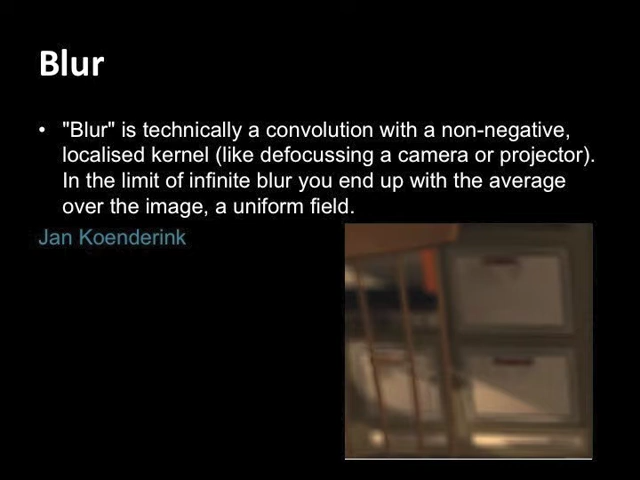 Blur
• "Blur" is technically a convolution with a non-negative,
localised kernel (like defocussing a camera or projector).
In the limit of infinite blur you end up with the average
over the image, a uniform field.
Jan Koenderink